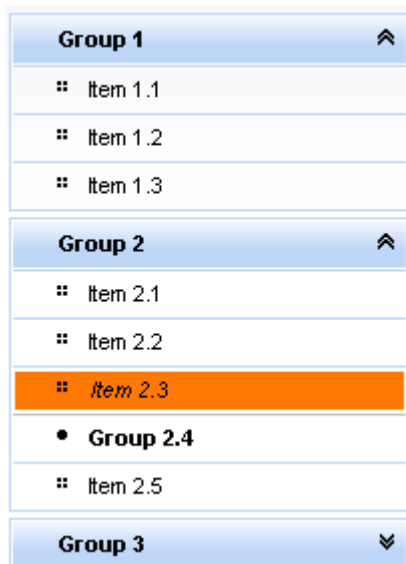 Group 1
Item 1.1
Item 1.2
Item 1.3
Group 2
Item 2.1
Item 2.2
Item 2.3
Group 2.4
Item 2.5
Group 3